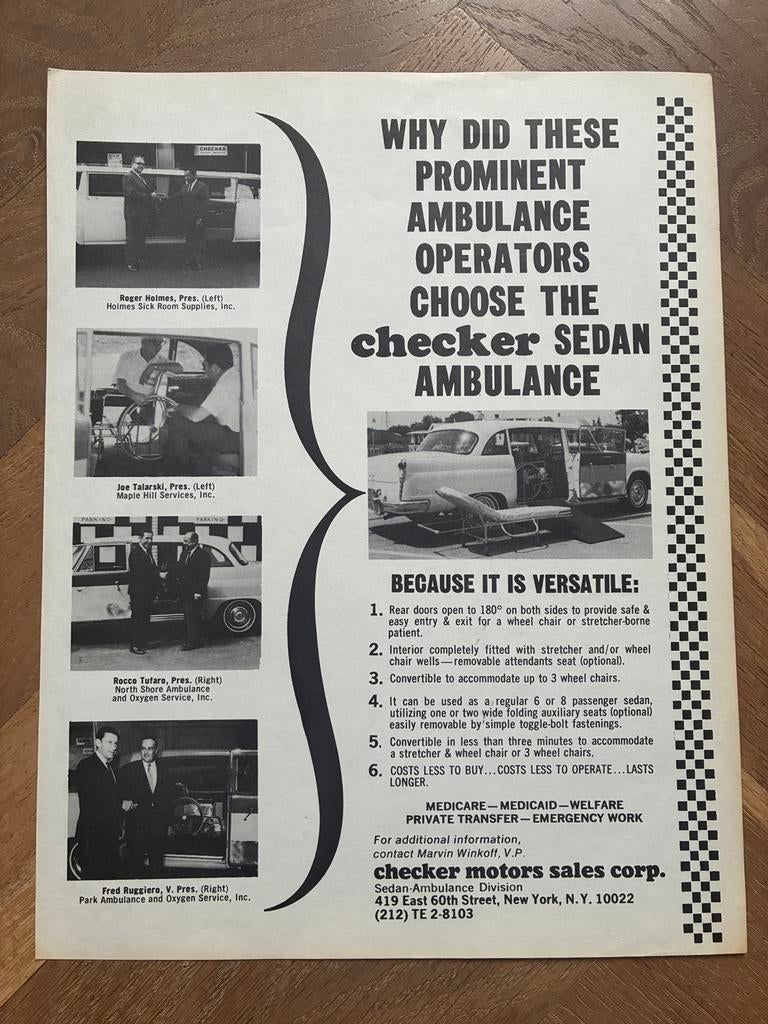 WHY DID THESE
PROMINENT
AMBULANCE
OPERATORS
CHOOSE THE
checker SEDAN
AMBULANCE
CHECKER
Roger Holmes, Pres. (Left)
Holmes Sick Room Supplies, Inc.
Joe Talarski, Pres. (Left)
Maple Hill Services, Inc.
PARKING PARKING
Rocco Tufaro, Pres. (Right)
North Shore Ambulance
and Oxygen Service, Inc.
Fred Ruggiero, V. Pres. (Right)
Park Ambulance and Oxygen Service, Inc.
BECAUSE IT IS VERSATILE:
1. Rear doors open to 180° on both sides to provide safe &
easy entry & exit for a wheel chair or stretcher-borne
patient.
2. Interior completely fitted with stretcher and/or wheel
chair wells—removable attendants seat (optional).
3. Convertible to accommodate up to 3 wheel chairs.
4. It can be used as a regular 6 or 8 passenger sedan,
utilizing one or two wide folding auxiliary seats (optional)
easily removable by simple toggle-bolt fastenings.
5. Convertible in less than three minutes to accommodate
a stretcher & wheel chair or 3 wheel chairs.
6. COSTS LESS TO BUY...COSTS LESS TO OPERATE...LASTS
LONGER.
MEDICARE—MEDICAID—WELFARE
PRIVATE TRANSFER—EMERGENCY WORK
For additional information,
contact Marvin Winkoff, V.P.
checker motors sales corp.
Sedan-Ambulance Division
419 East 60th Street, New York, N.Y. 10022
(212) TE 2-8103